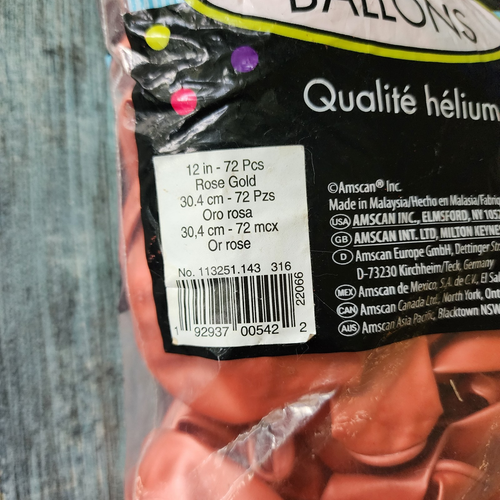 BALLONS
Qualité hélium
12 in - 72 Pcs
Rose Gold
30.4 cm - 72 Pzs
Oro rosa
30,4 cm - 72 mcx
Or rose
No. 113251.143 316
22066
1 92937 00542 2
©Amscan® Inc.
Made in Malaysia/Hecho en Malasia/Fabriq
USA AMSCAN INC., ELMSFORD, NY 1052
GB AMSCAN INT. LTD, MILTON KEYNES
D Amscan Europe GmbH, Dettinger Str
D-73230 Kirchheim/Teck, Germany
MEX Amscan de Mexico, S.A. de C.V., El Sal
CAN Amscan Canada Ltd., North York, Ont
AUS Amscan Asia Pacific, Blacktown NSW